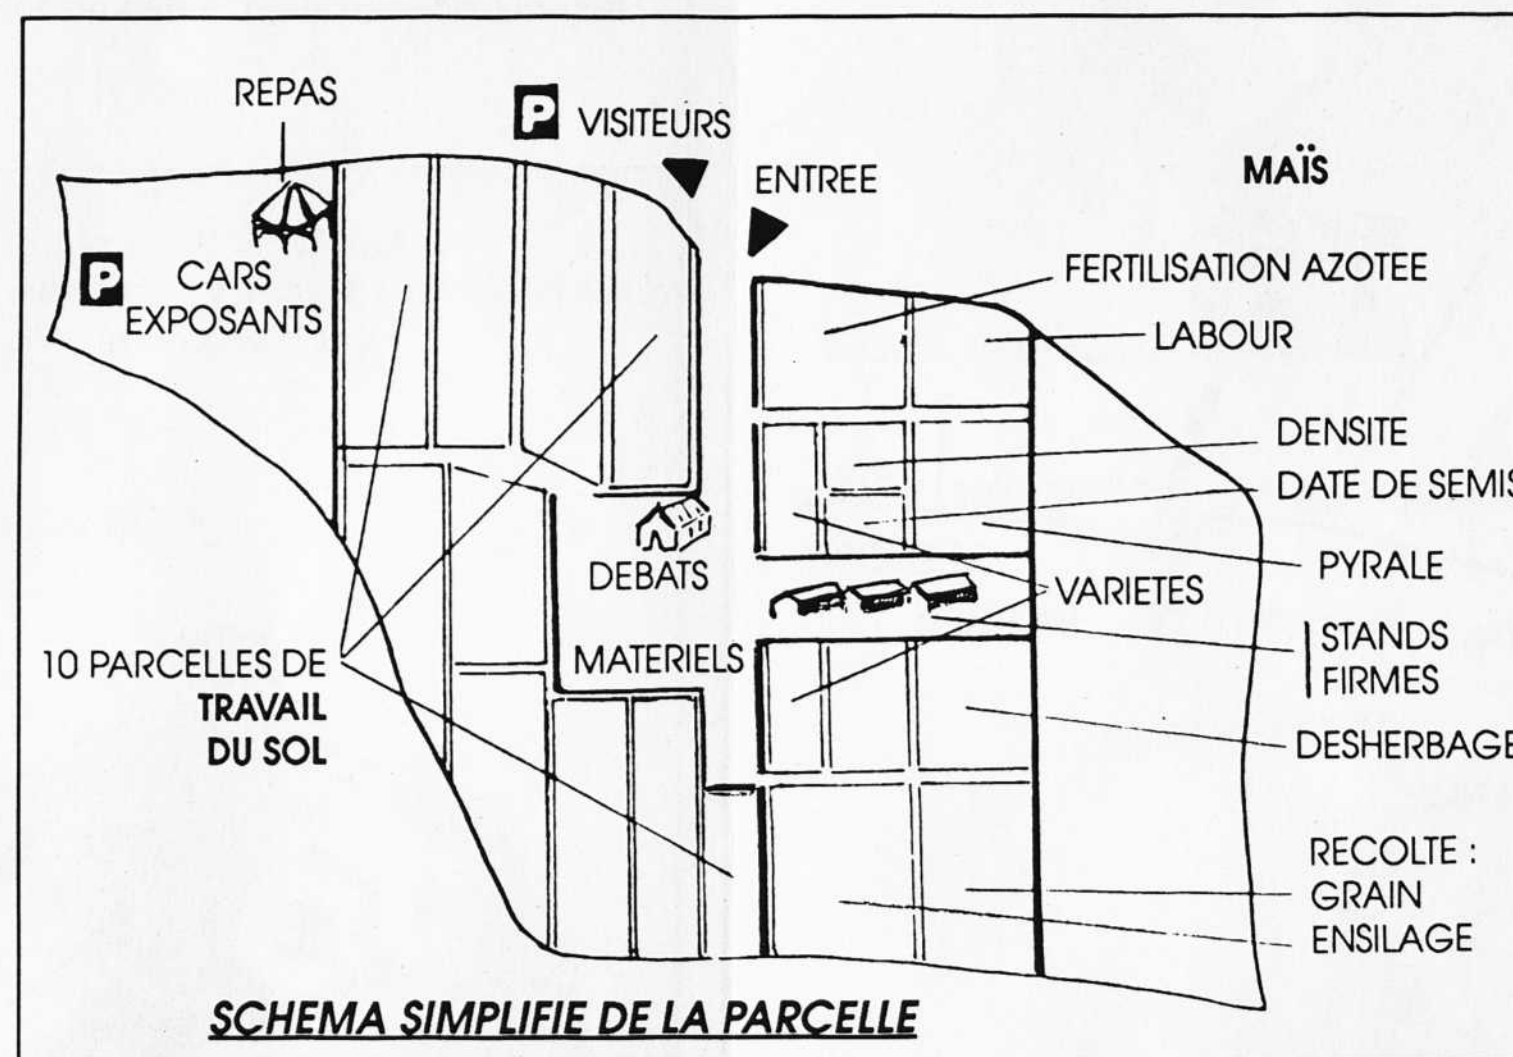 REPAS
P VISITEURS
ENTREE
MAÏS
P CARS
EXPOSANTS
FERTILISATION AZOTEE
LABOUR
DENSITE
DATE DE SEMIS
PYRALE
DEBATS
VARIETES
STANDS
FIRMES
10 PARCELLES DE
TRAVAIL
DU SOL
MATERIELS
DESHERBAGE
RECOLTE :
GRAIN
ENSILAGE
SCHEMA SIMPLIFIE DE LA PARCELLE